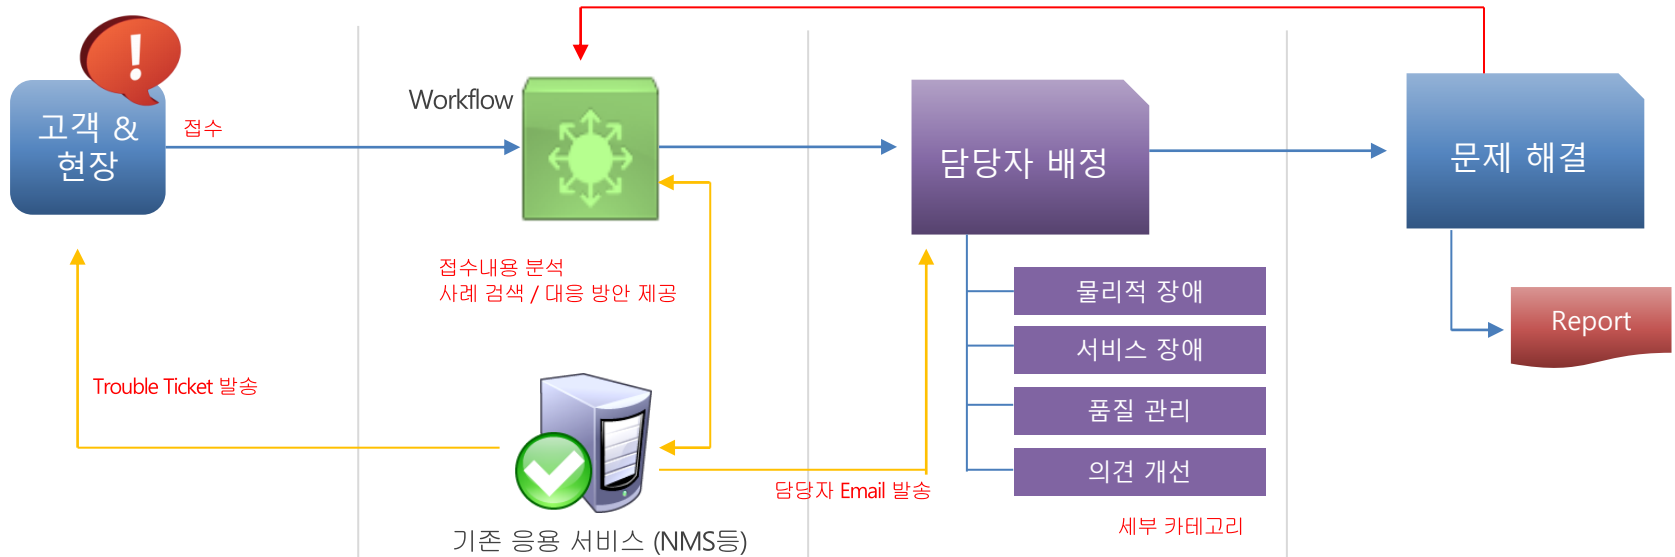 고객 &
현장
접수
Workflow
담당자 배정
문제 해결
접수내용 분석
사례 검색 / 대응 방안 제공
물리적 장애
서비스 장애
품질 관리
의견 개선
세부 카테고리
Report
Trouble Ticket 발송
담당자 Email 발송
기존 응용 서비스 (NMS등)